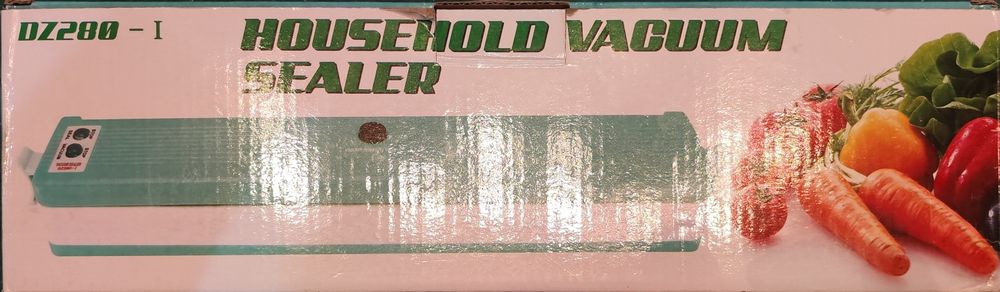 DZ280 - I
HOUSEHOLD VACUUM
SEALER